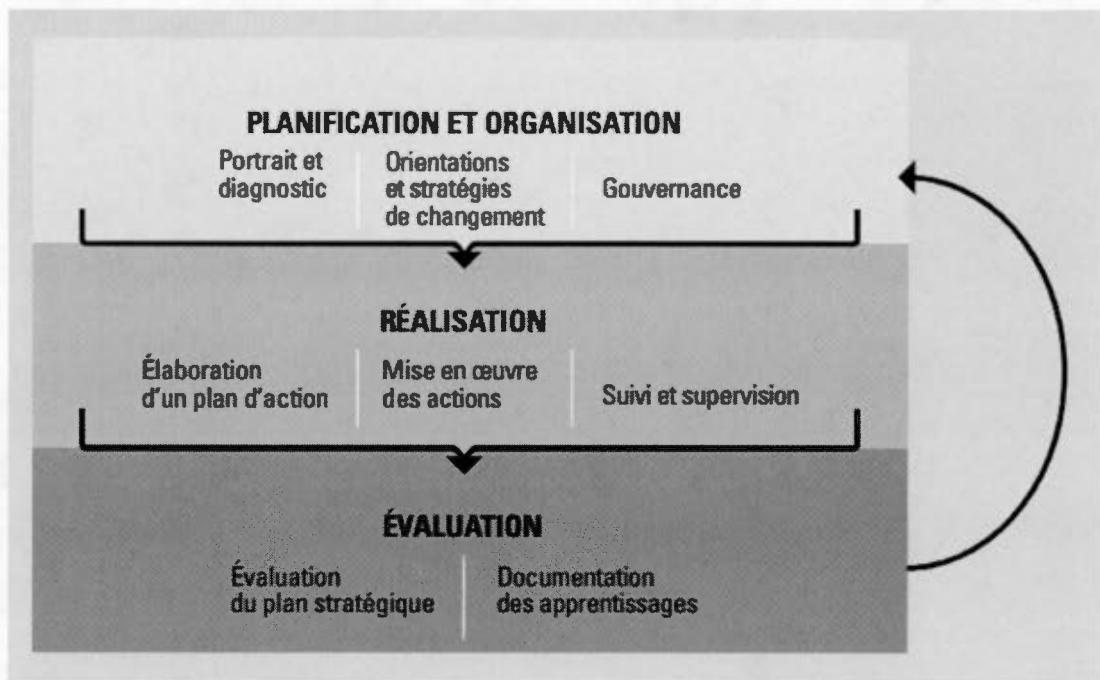 PLANIFICATION ET ORGANISATION
Portrait et
diagnostic
Orientations
et stratégies
de changement
Gouvernance
RÉALISATION
Élaboration
d'un plan d'action
Mise en œuvre
des actions
Suivi et supervision
ÉVALUATION
Évaluation
du plan stratégique
Documentation
des apprentissages